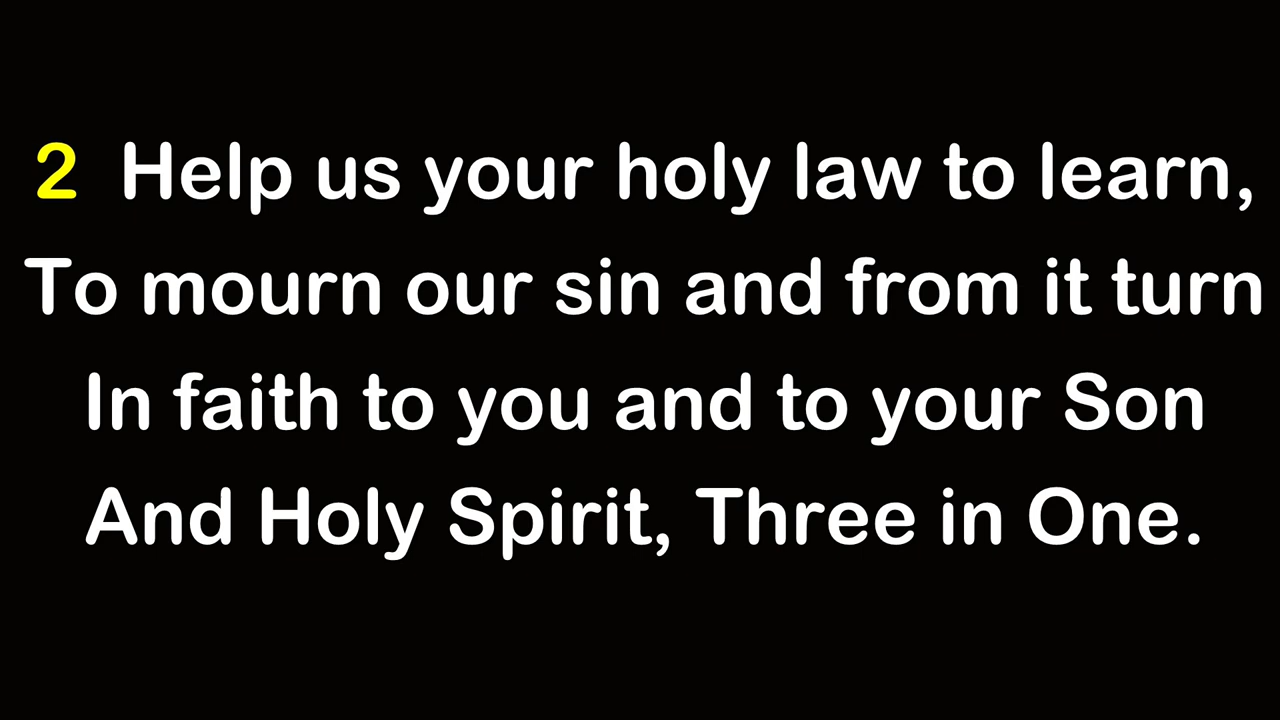 2 Help us your holy law to learn,
To mourn our sin and from it turn
In faith to you and to your Son
And Holy Spirit, Three in One.